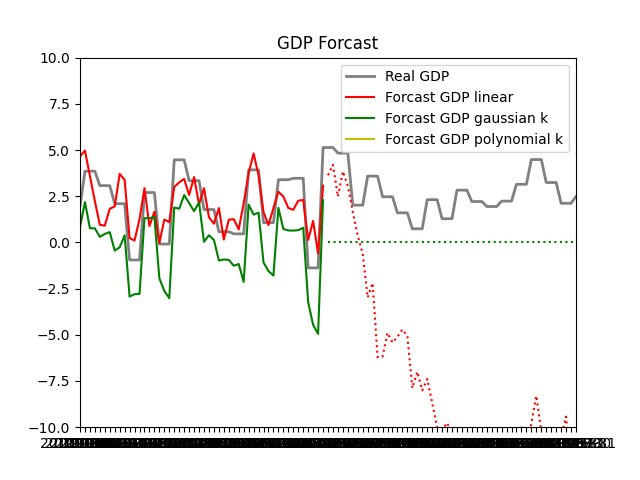 GDP Forcast
Real GDP
Forcast GDP linear
Forcast GDP gaussian k
Forcast GDP polynomial k
10.0
7.5
5.0
2.5
0.0
−2.5
−5.0
−7.5
−10.0